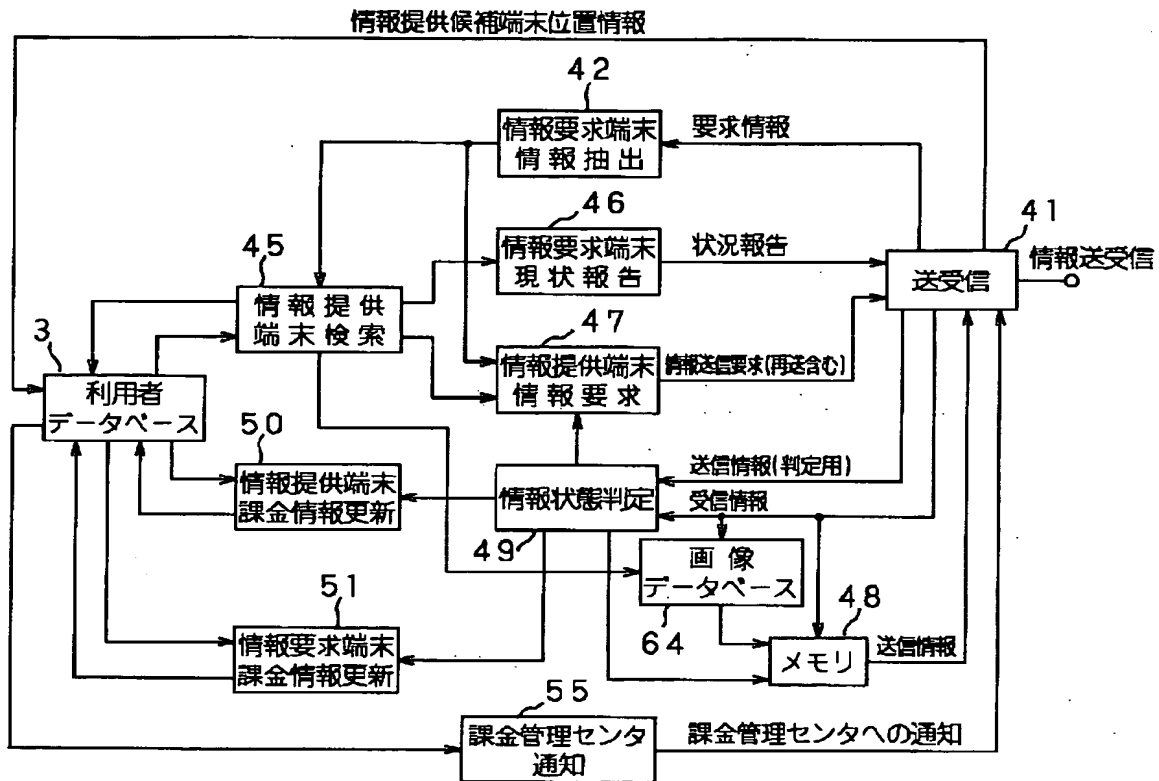 情報提供候補端末位置情報
42
情報要求端末
情報抽出
要求情報
46
情報要求端末
現状報告
状況報告
41
送受信
情報送受信
45
情報提供
端末検索
47
情報提供端末
情報要求
情報送信要求(再送含む)
3
利用者
データベース
50
情報提供端末
課金情報更新
情報状態判定
49
送信情報(判定用)
受信情報
画像
データベース
64
48
メモリ
送信情報
51
情報要求端末
課金情報更新
55
課金管理センタ
通知
課金管理センタへの通知